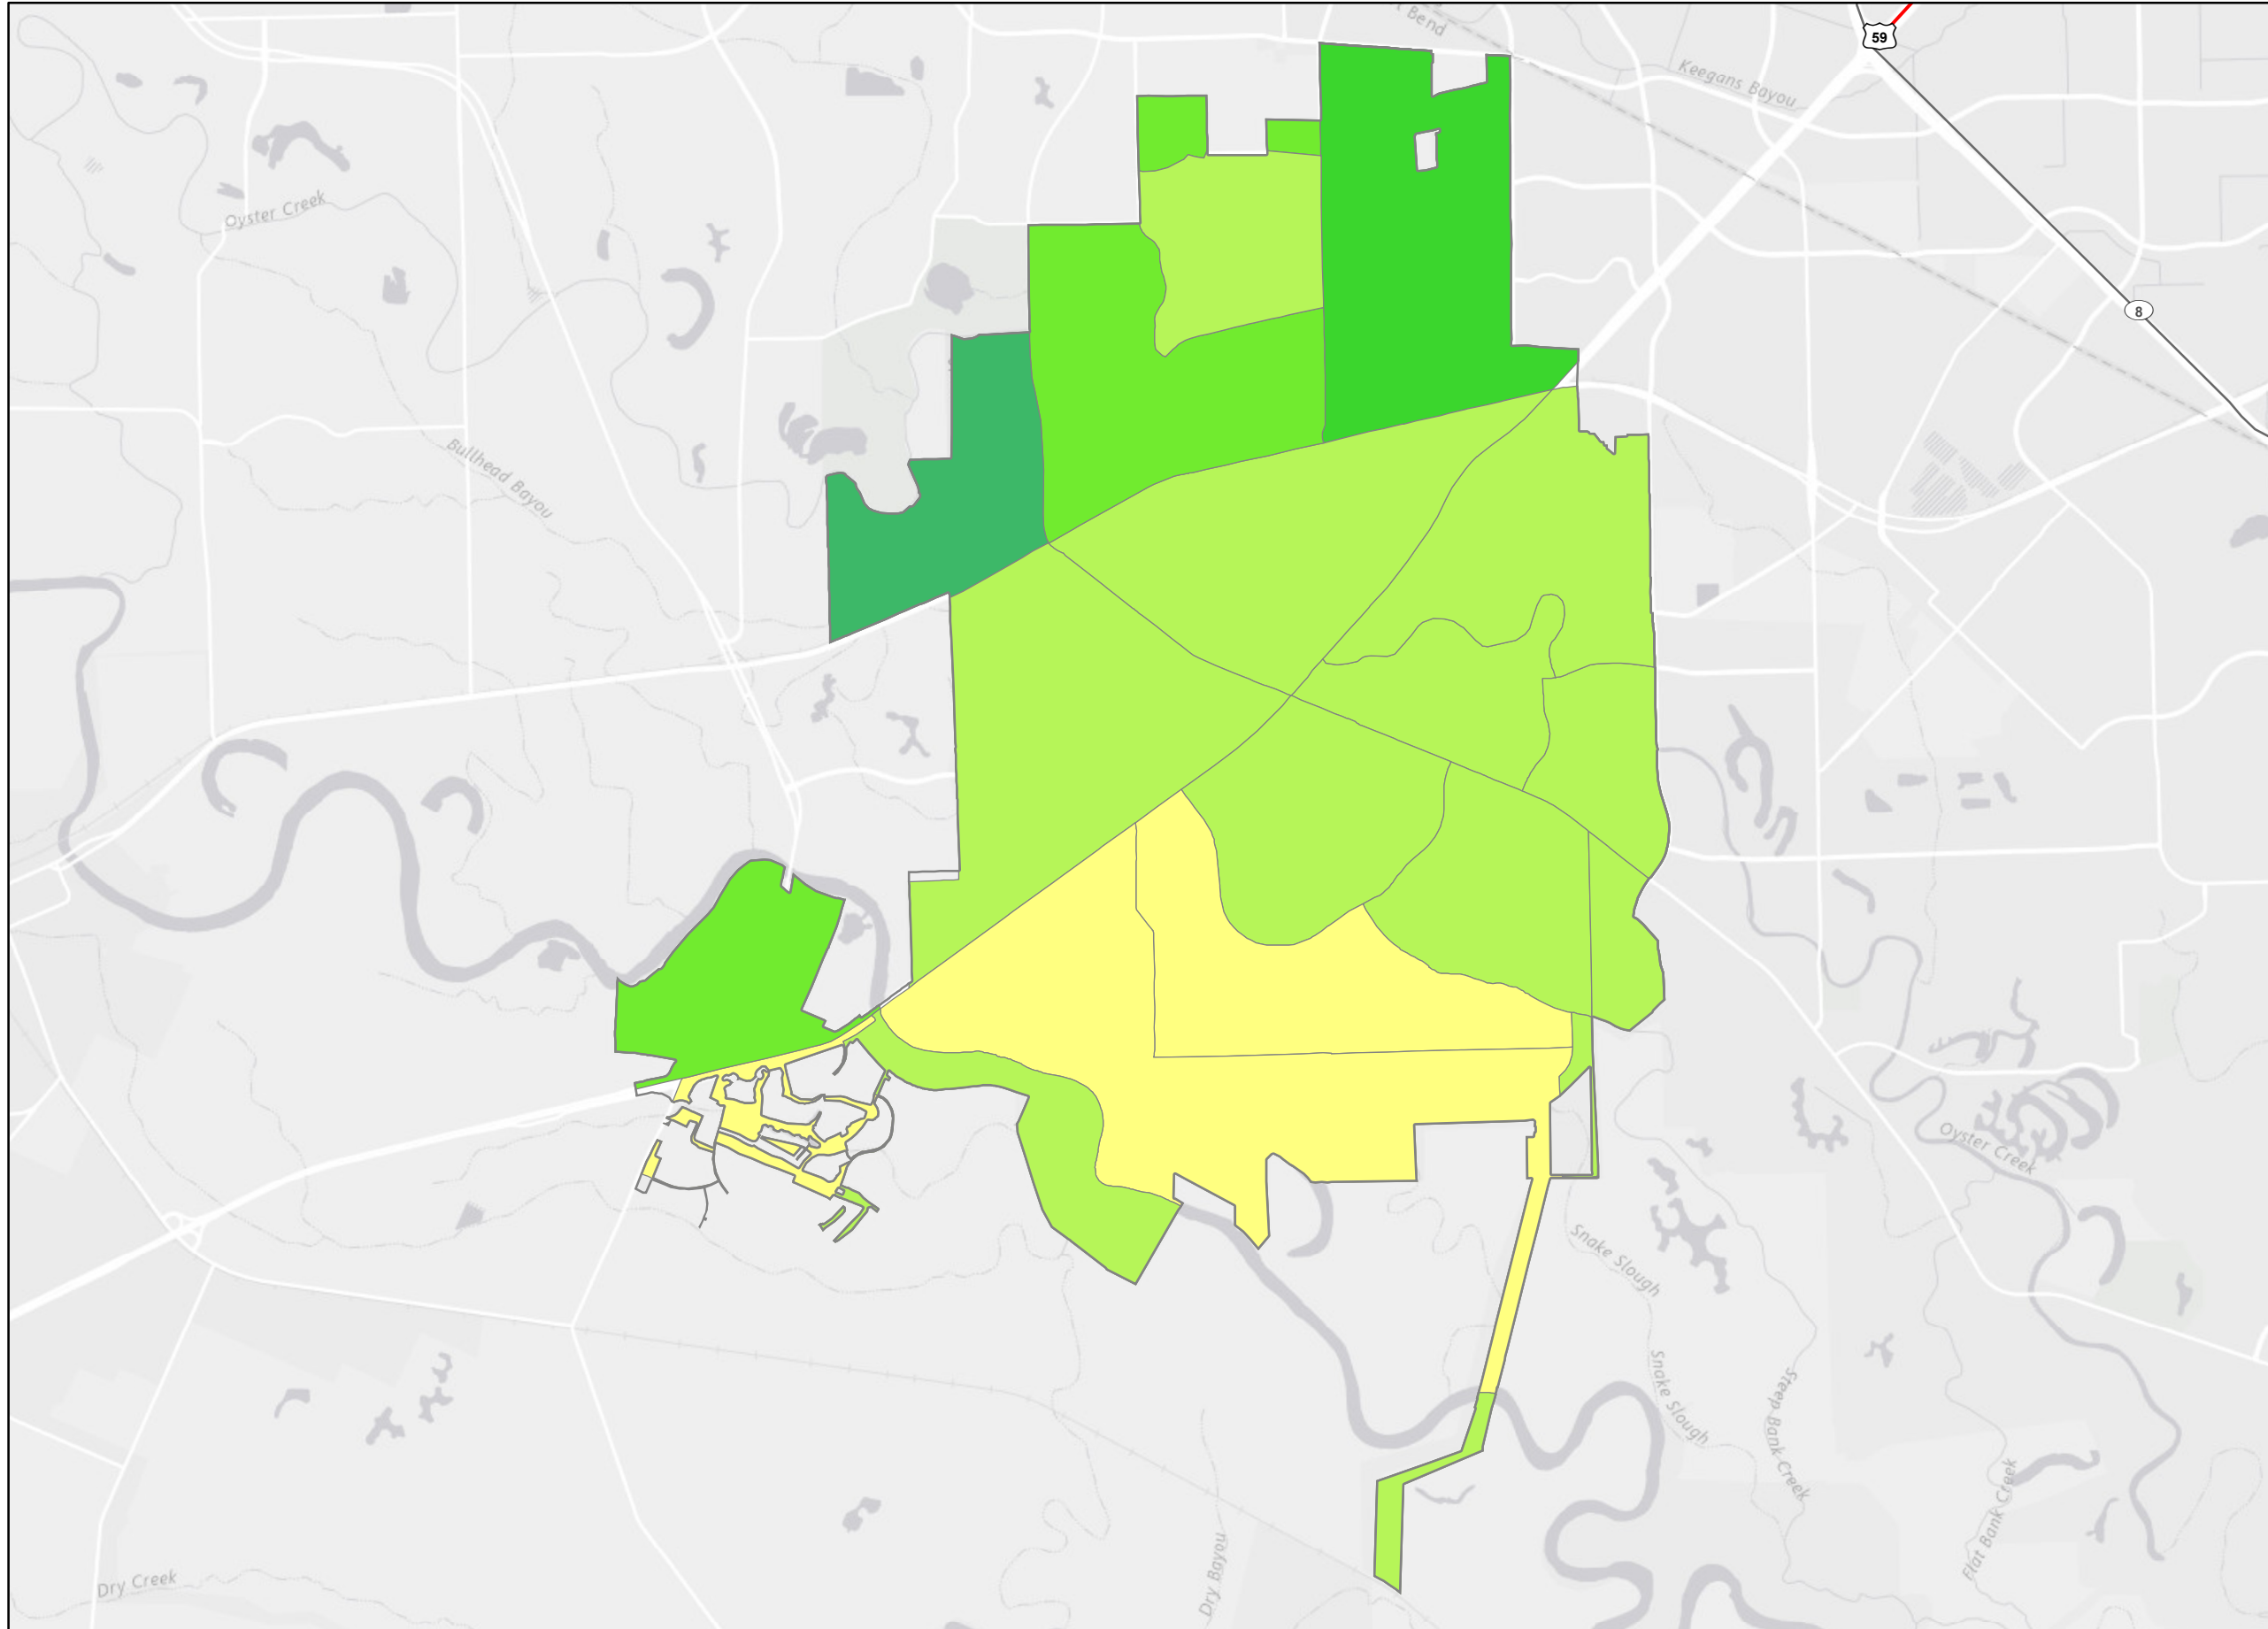 t Bend
59
Keegans Bayou
Oyster Creek
8
Bullhead Bayou
Oyster Creek
Snake Slough
Snake Slough
Steep Bank Creek
Flat Bank Creek
Dry Bayou
Dry Creek